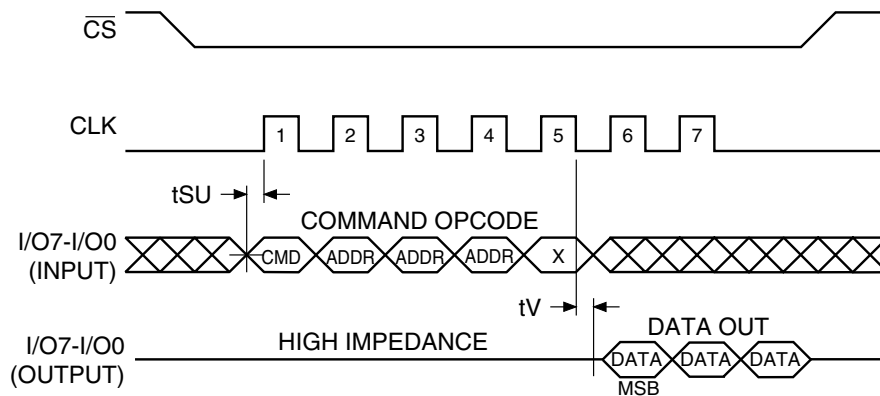 CS
CLK
1 2 3 4 5 6 7
tSU
COMMAND OPCODE
I/O7-I/O0
(INPUT)
CMD ADDR ADDR ADDR X
tV
HIGH IMPEDANCE
DATA OUT
I/O7-I/O0
(OUTPUT)
DATA DATA DATA
MSB